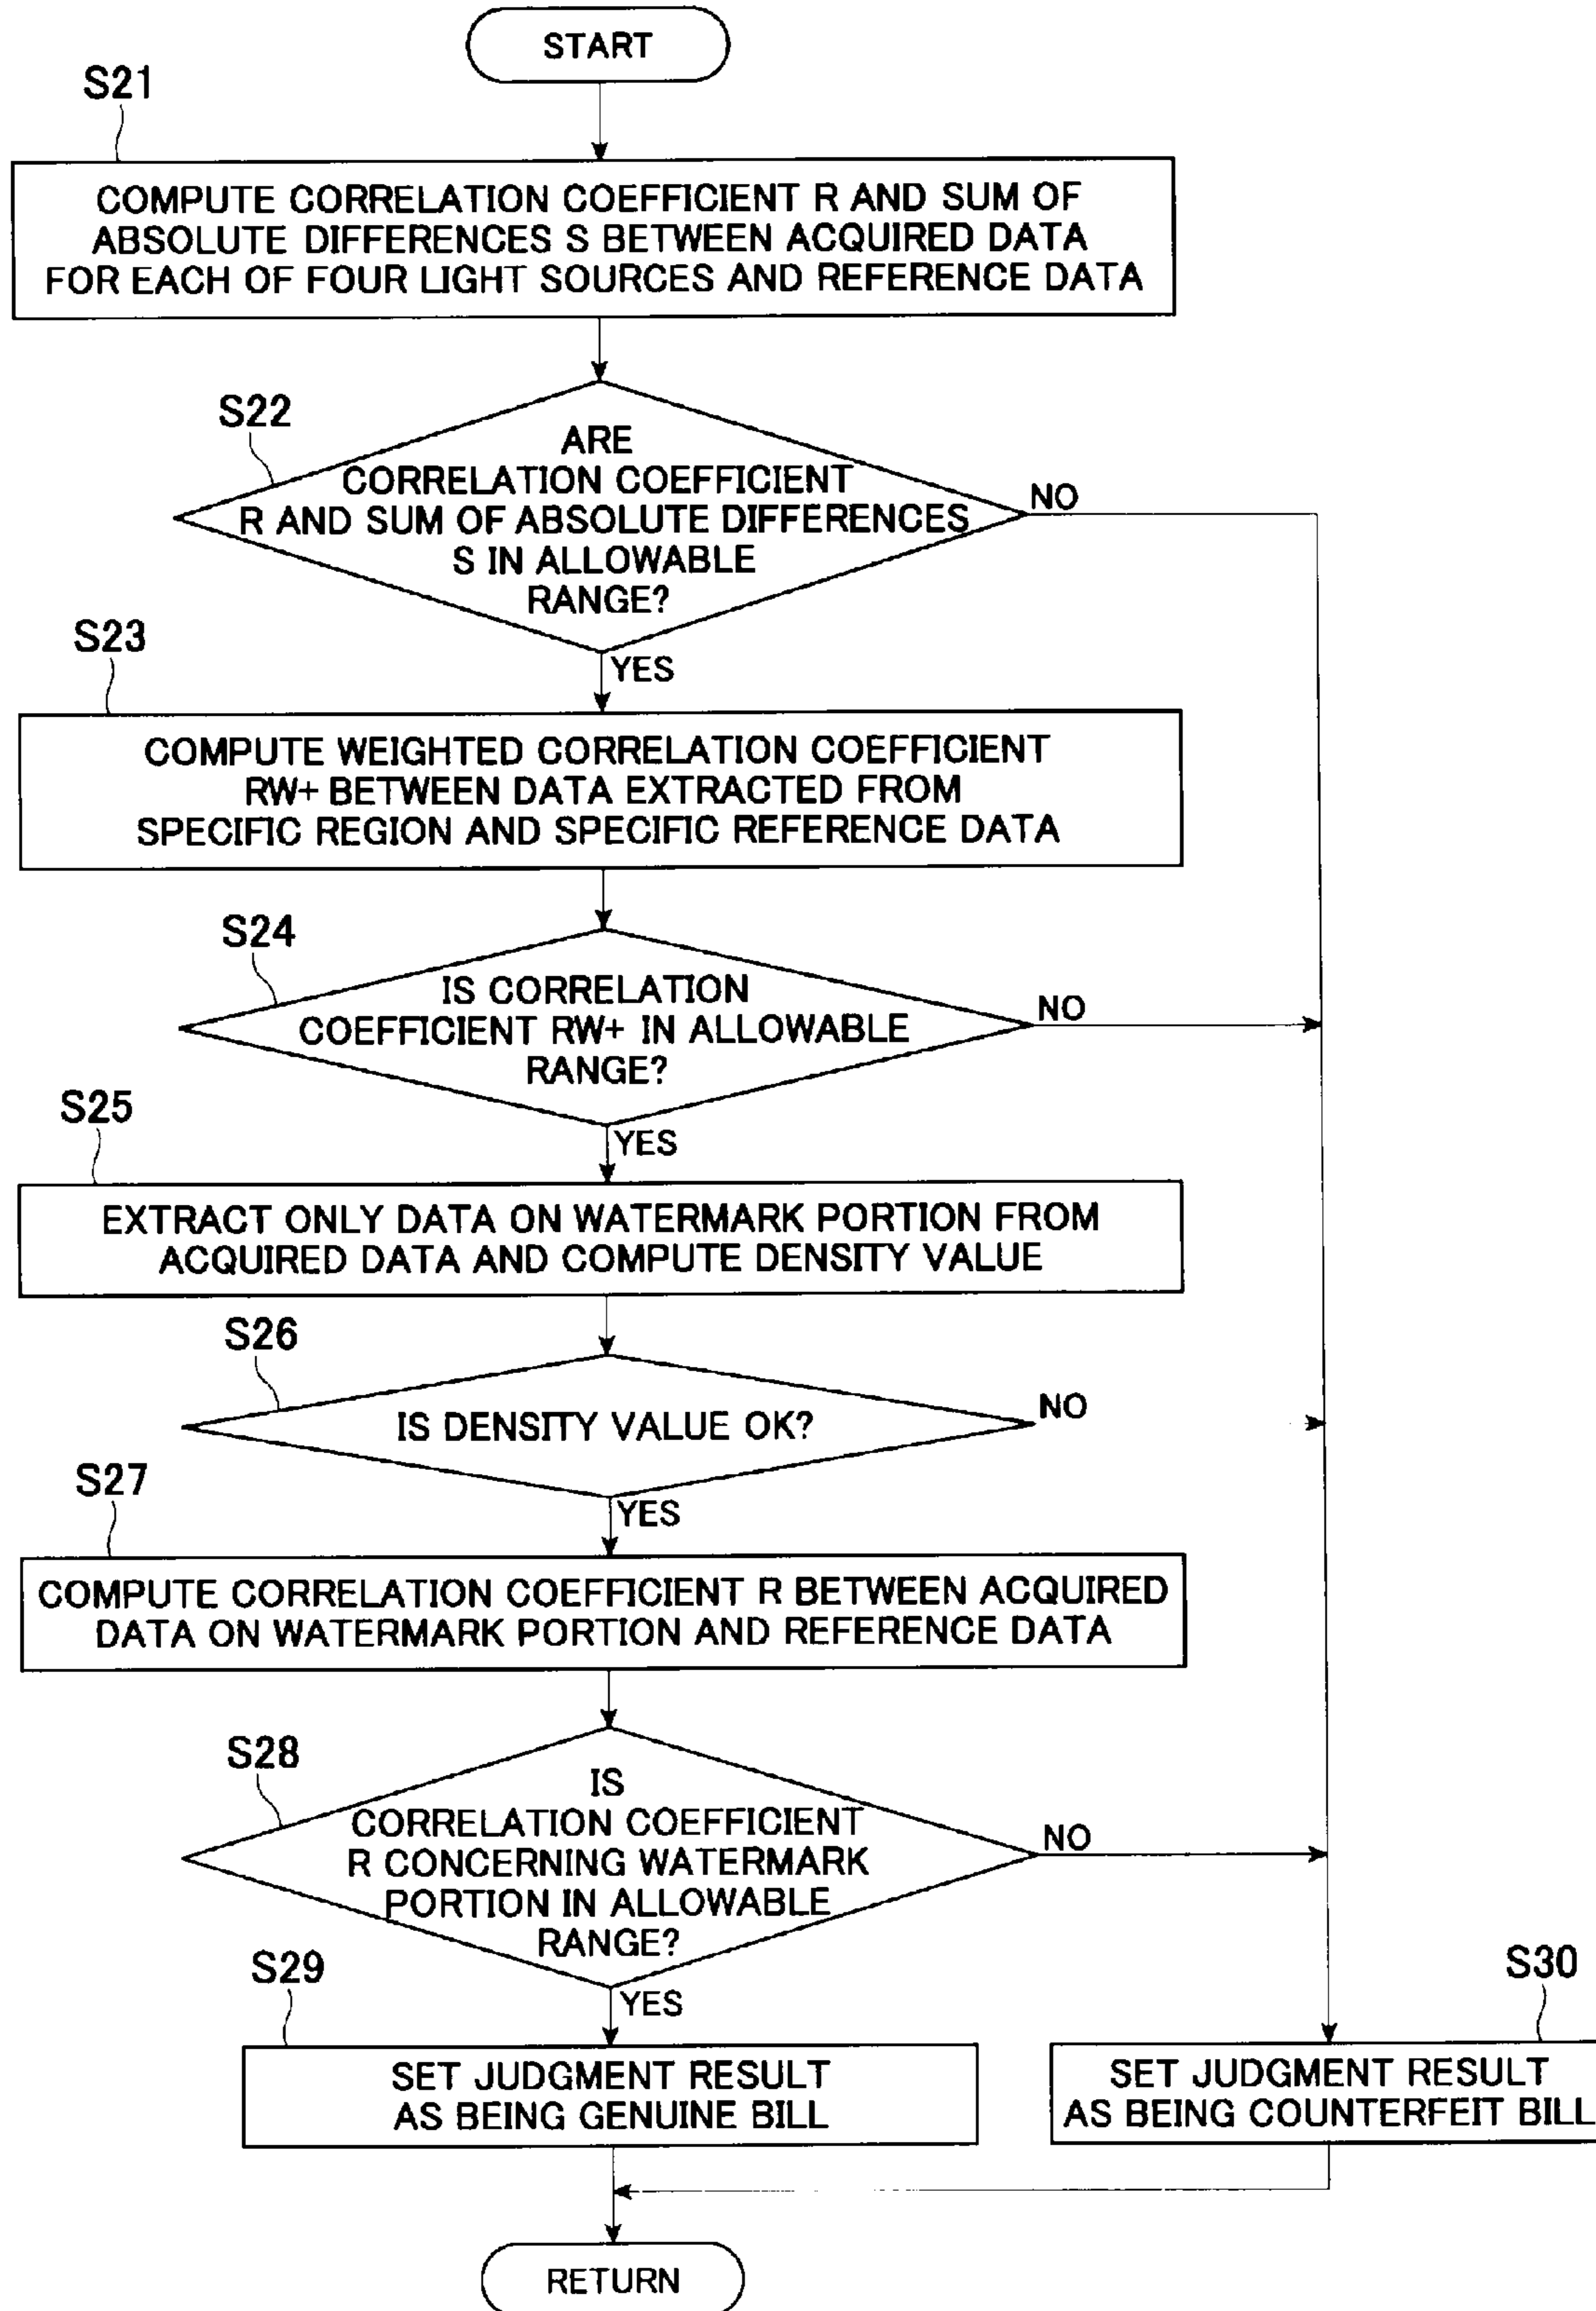 START
S21
COMPUTE CORRELATION COEFFICIENT R AND SUM OF
ABSOLUTE DIFFERENCES S BETWEEN ACQUIRED DATA
FOR EACH OF FOUR LIGHT SOURCES AND REFERENCE DATA
S22
ARE
CORRELATION COEFFICIENT
R AND SUM OF ABSOLUTE DIFFERENCES
S IN ALLOWABLE
RANGE?
NO
YES
S23
COMPUTE WEIGHTED CORRELATION COEFFICIENT
RW+ BETWEEN DATA EXTRACTED FROM
SPECIFIC REGION AND SPECIFIC REFERENCE DATA
S24
IS CORRELATION
COEFFICIENT RW+ IN ALLOWABLE
RANGE?
NO
YES
S25
EXTRACT ONLY DATA ON WATERMARK PORTION FROM
ACQUIRED DATA AND COMPUTE DENSITY VALUE
S26
IS DENSITY VALUE OK?
NO
YES
S27
COMPUTE CORRELATION COEFFICIENT R BETWEEN ACQUIRED
DATA ON WATERMARK PORTION AND REFERENCE DATA
S28
IS
CORRELATION COEFFICIENT
R CONCERNING WATERMARK
PORTION IN ALLOWABLE
RANGE?
NO
YES
S29
SET JUDGMENT RESULT
AS BEING GENUINE BILL
S30
SET JUDGMENT RESULT
AS BEING COUNTERFEIT BILL
RETURN